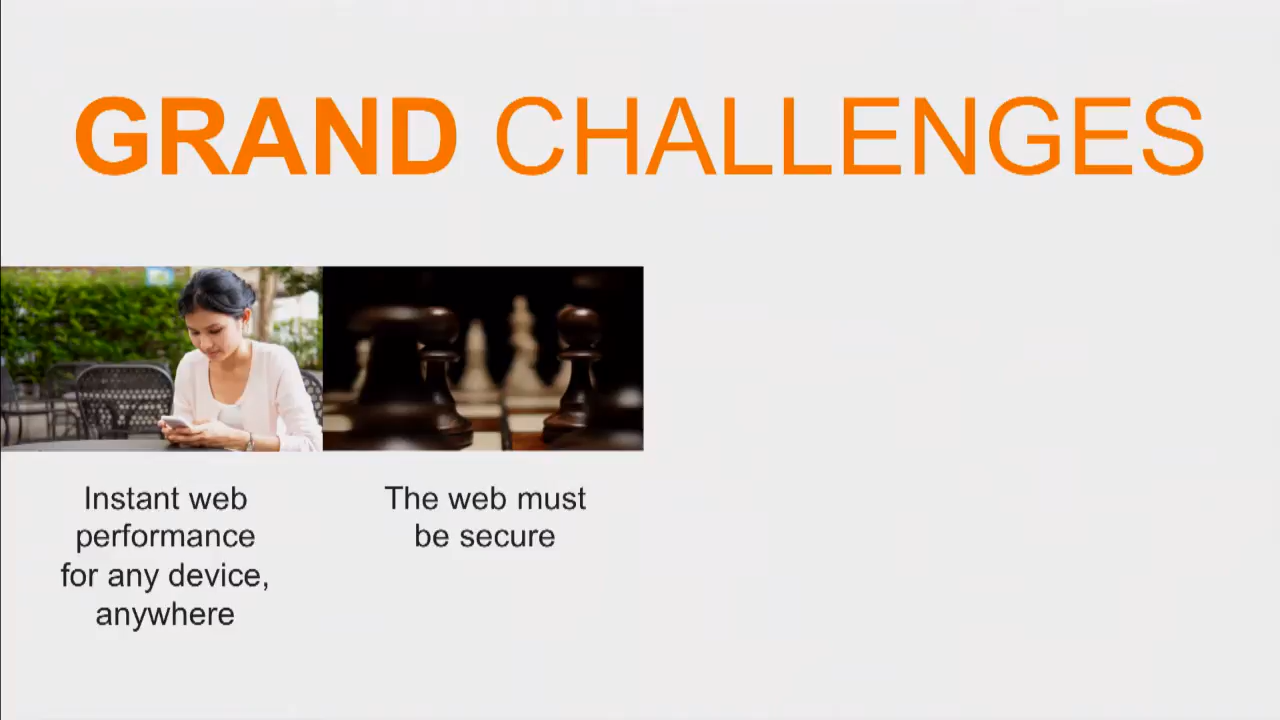 GRAND CHALLENGES
Instant web
performance
for any device,
anywhere
The web must
be secure